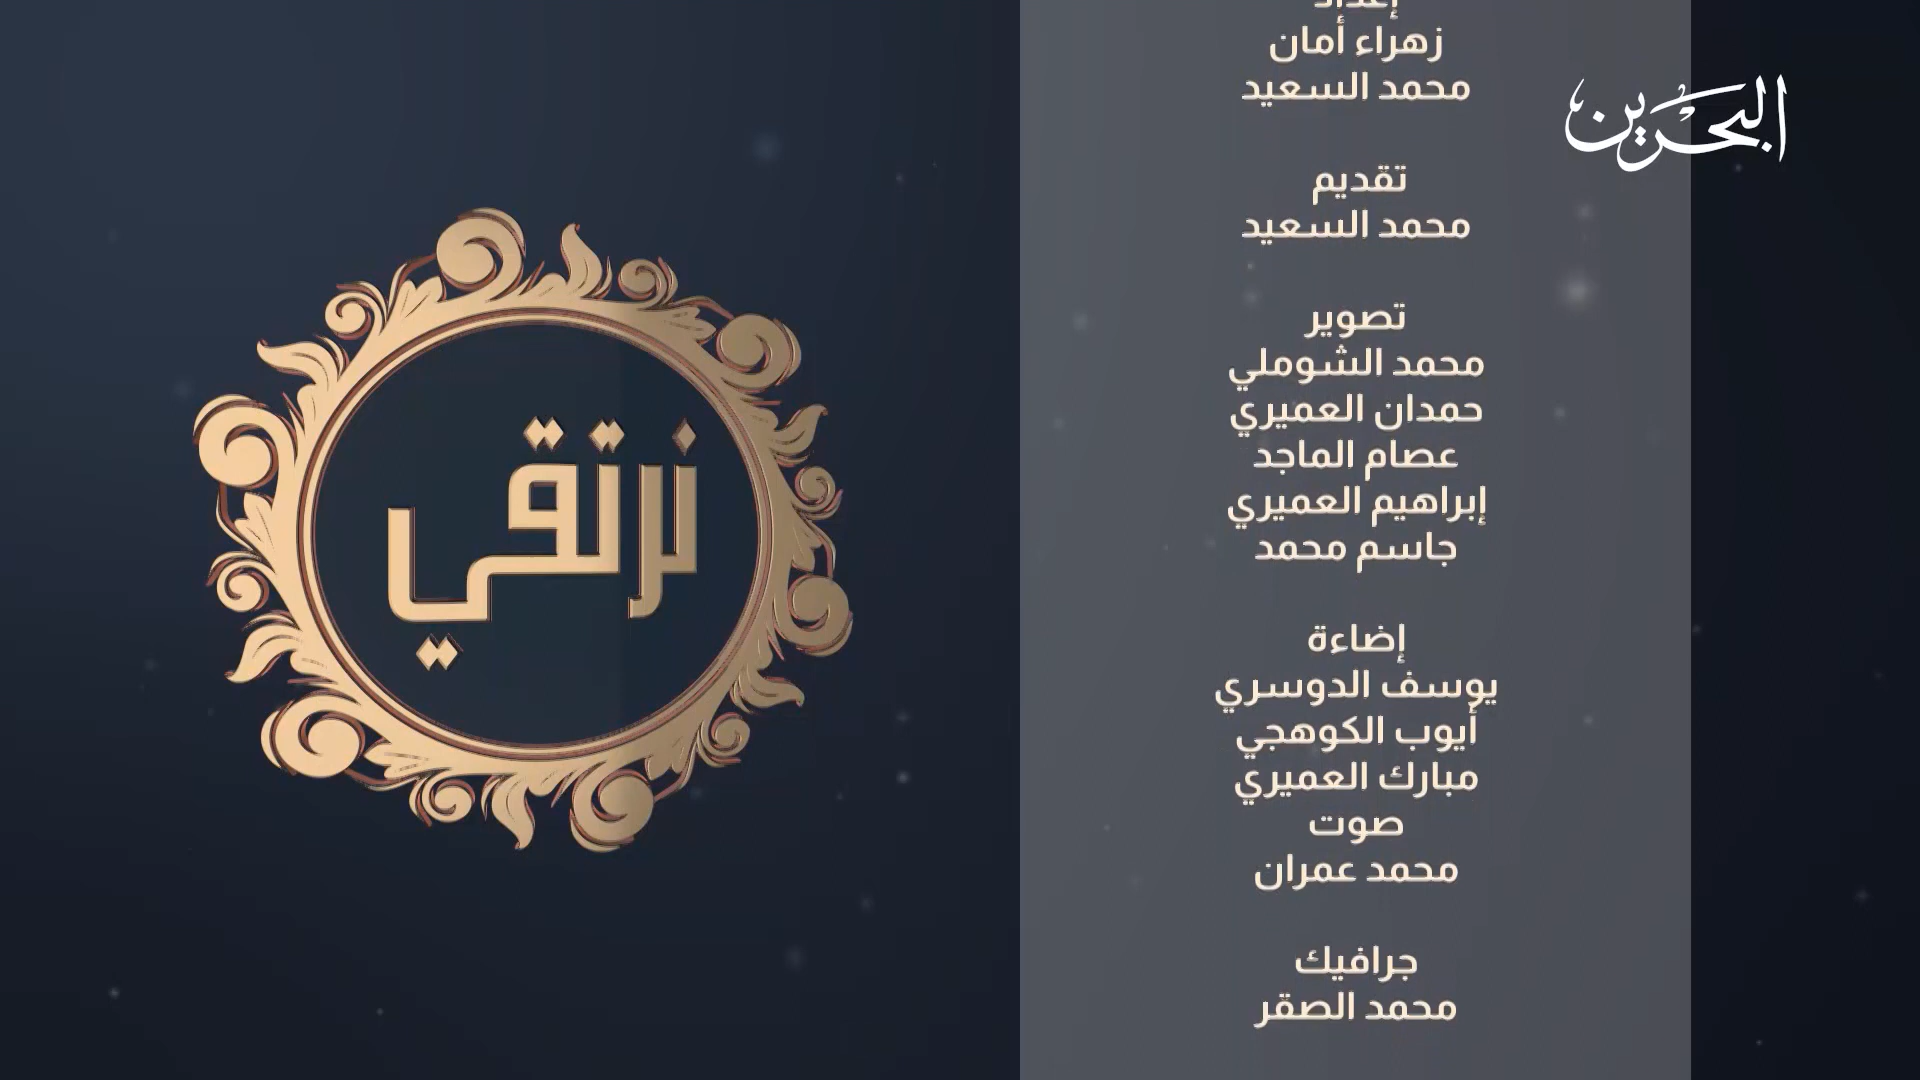 إعداد
زهراء أمان
محمد السعيد
البحرين
تقديم
محمد السعيد
تصوير
محمد الشوملي
حمدان العميري
عصام الماجد
إبراهيم العميري
جاسم محمد
نرتقي
إضاءة
يوسف الدوسري
أيوب الكوهجي
مبارك العميري
صوت
محمد عمران
جرافيك
محمد الصقر